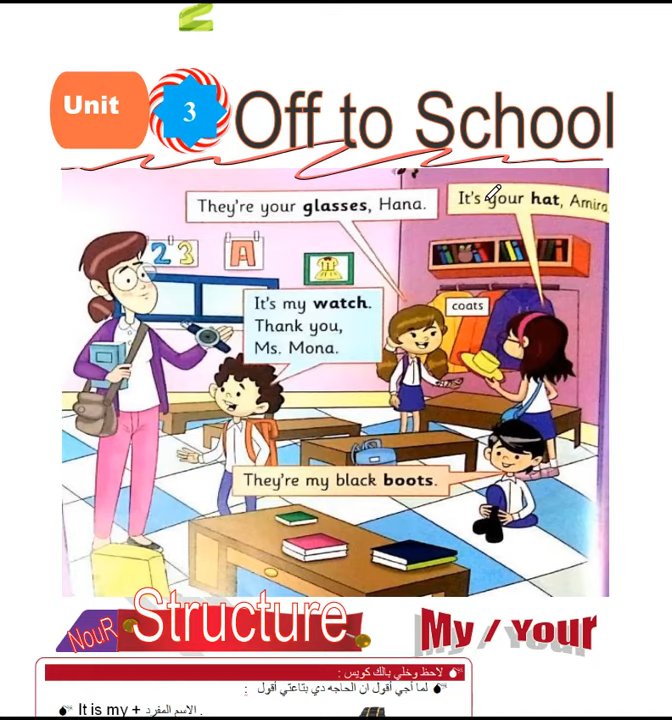 Unit
3
Off to School
They're your glasses, Hana.
It's your hat, Amira
2 3
A
It's my watch.
Thank you,
Ms. Mona.
coats
They're my black boots.
NouR
Structure
My / Your
لاحظ وخلي بالك كويس :
لما أجي أقول ان الحاجه دي بتاعتي أقول :
It is my + الاسم المفرد .